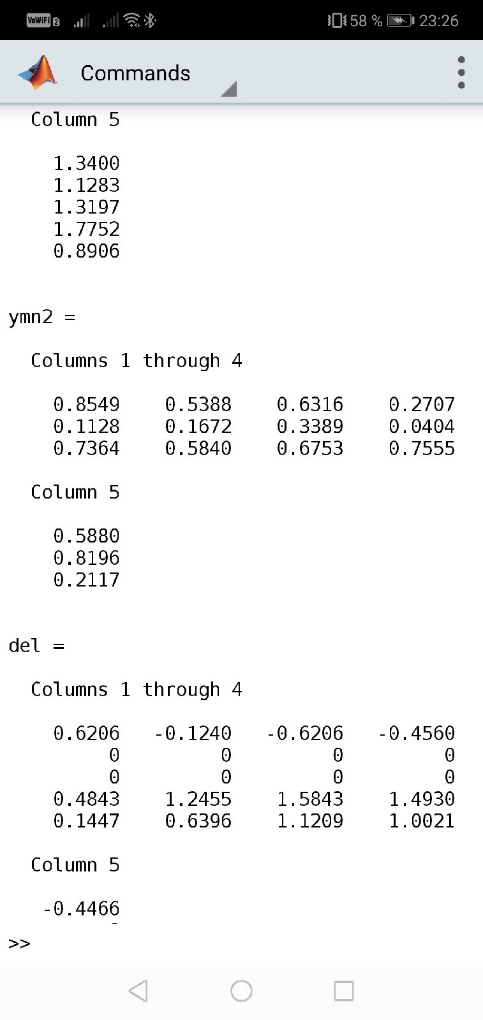 VoWiFi 58 % 23:26
Commands
Column 5
1.3400
1.1283
1.3197
1.7752
0.8906
ymn2 =
Columns 1 through 4
0.8549 0.5388 0.6316 0.2707
0.1128 0.1672 0.3389 0.0404
0.7364 0.5840 0.6753 0.7555
Column 5
0.5880
0.8196
0.2117
del =
Columns 1 through 4
0.6206 -0.1240 -0.6206 -0.4560
0 0 0 0
0 0 0 0
0.4843 1.2455 1.5843 1.4930
0.1447 0.6396 1.1209 1.0021
Column 5
-0.4466
>>